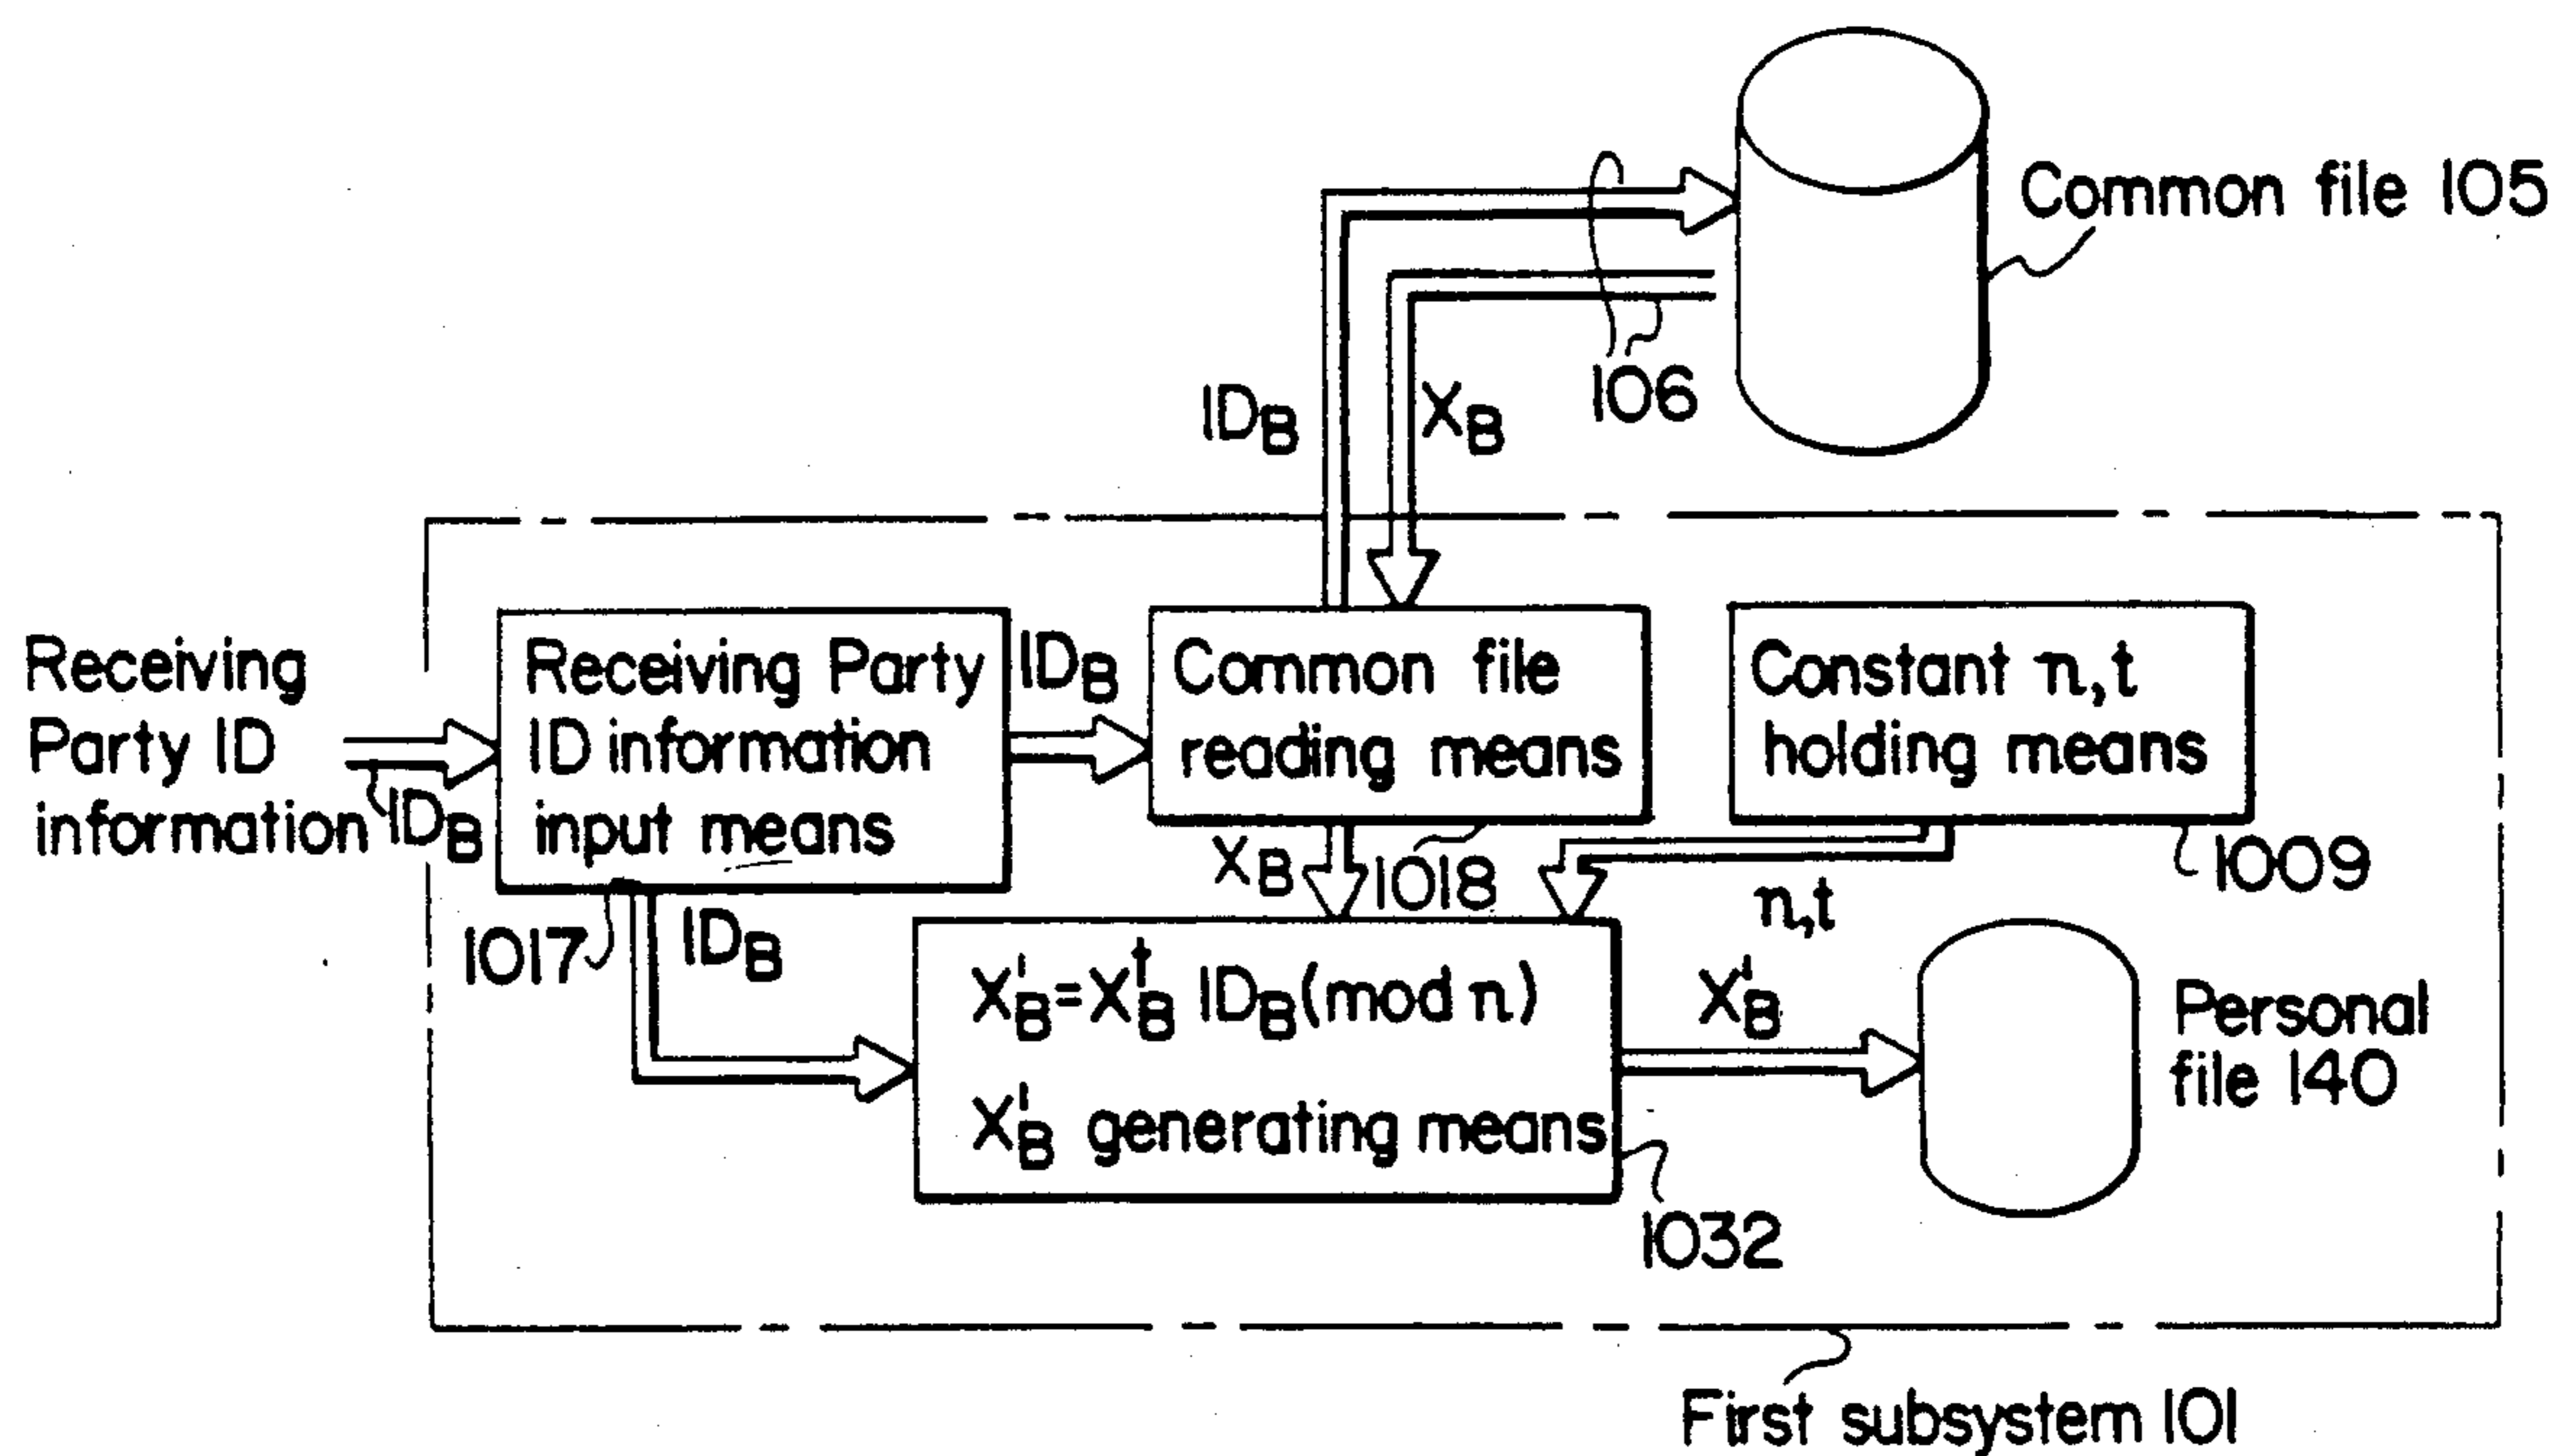 Common file 105
106
ID_B
X_B
Receiving
Party ID
information
ID_B
Receiving Party
ID information
input means
ID_B
Common file
reading means
Constant n,t
holding means
1017
ID_B
X_B
1018
n,t
1009
X'_B=X^t_B ID_B(mod n)
X'_B generating means
X'_B
Personal
file 140
1032
First subsystem 101